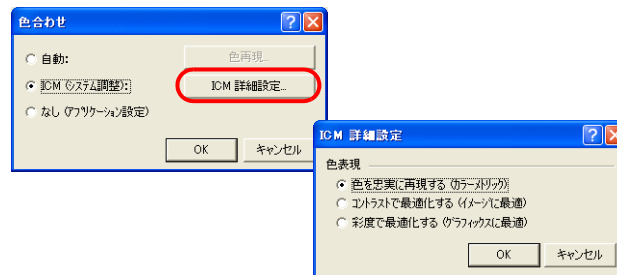 色合わせ
自動:
色再現...
ICM (システム調整):
ICM 詳細設定...
なし (アプリケーション設定)
OK
キャンセル
ICM 詳細設定
色表現
色を忠実に再現する (カラーメトリック)
コントラストで最適化する (イメージに最適)
彩度で最適化する (グラフィックスに最適)
OK
キャンセル